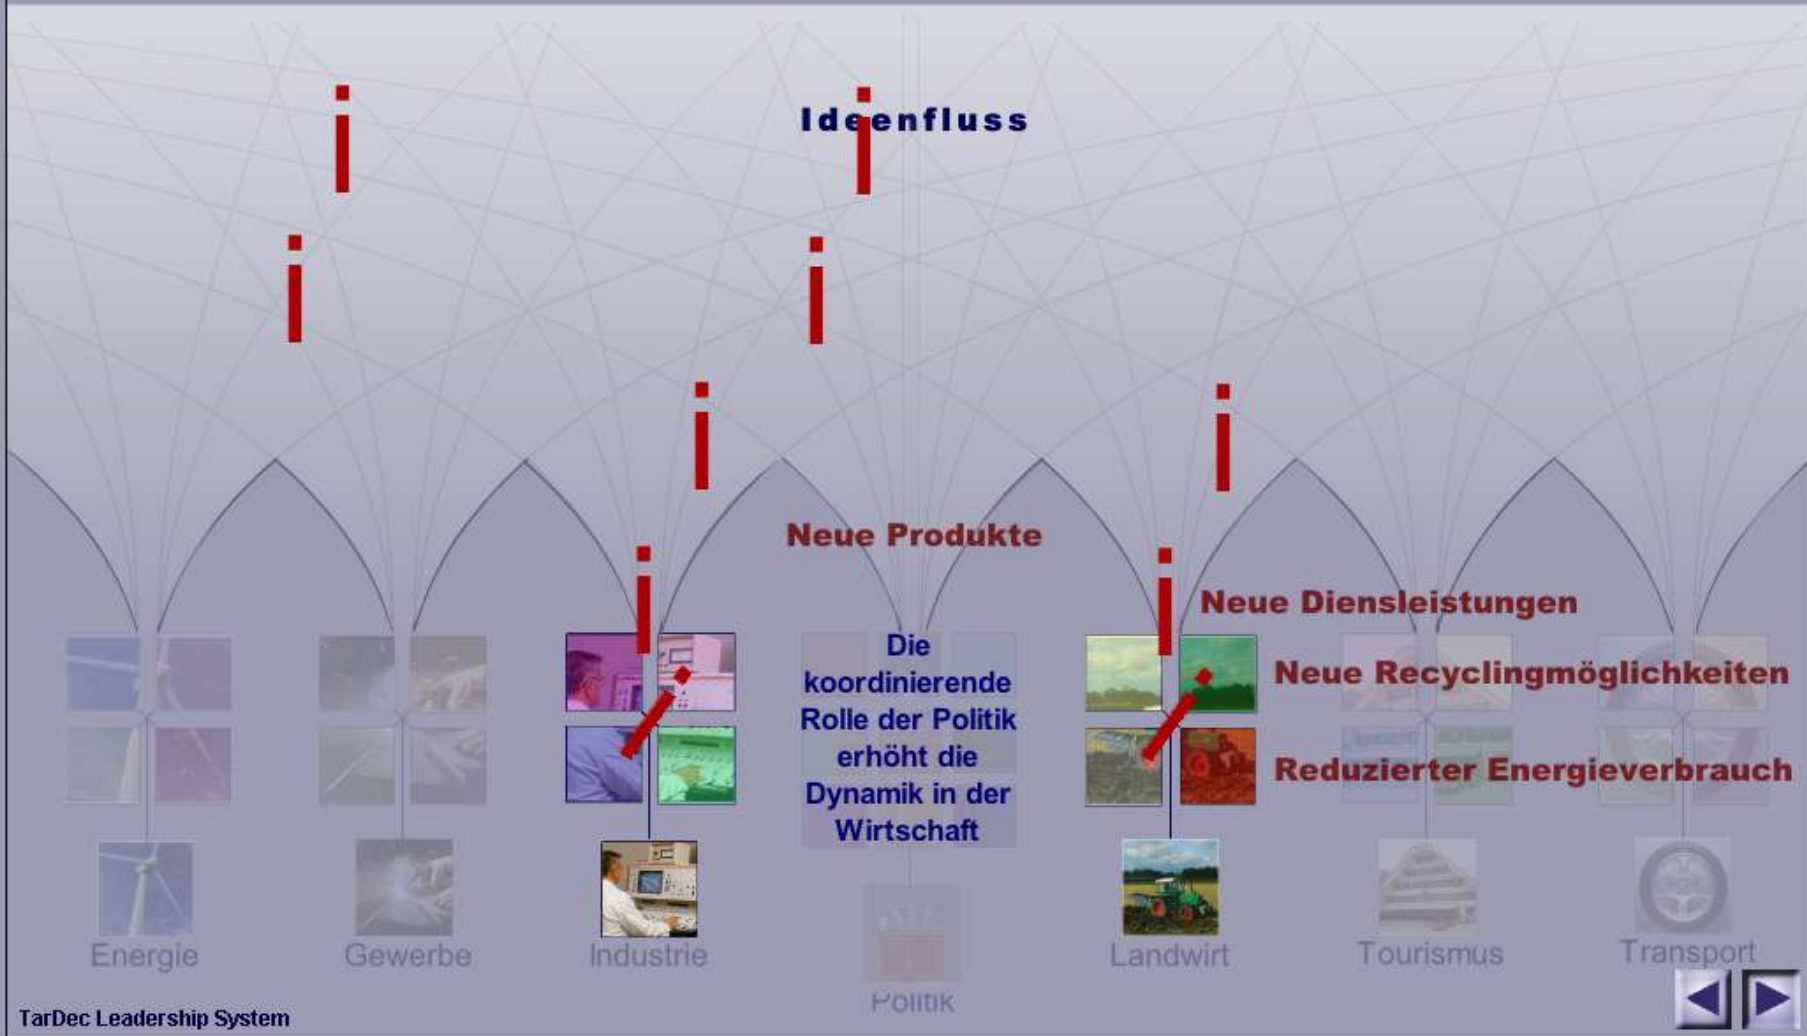 i
i
Ideenfluss
i
i
i
i
Neue Produkte
i
i
Neue Diensleistungen
Die
koordinierende
Rolle der Politik
erhöht die
Dynamik in der
Wirtschaft
i
i
Neue Recyclingmöglichkeiten
Reduzierter Energieverbrauch
Energie
Gewerbe
Industrie
Politik
Landwirt
Tourismus
Transport
TarDec Leadership System